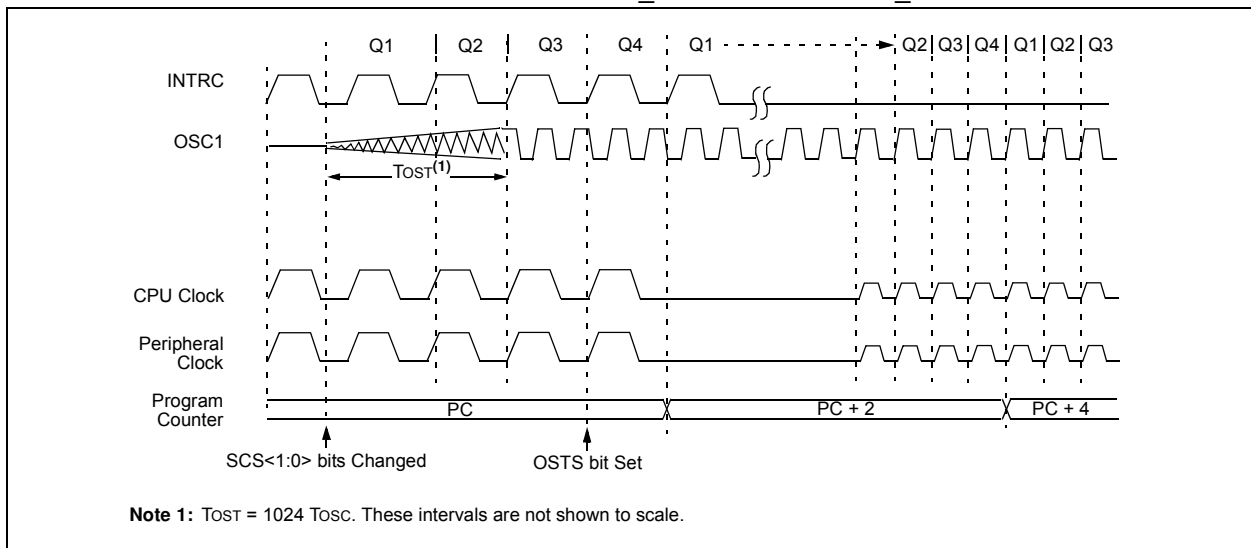 Q1 Q2 Q3 Q4 Q1 Q2 Q3 Q4 Q1 Q2 Q3
INTRC
OSC1
TOST(1)
CPU Clock
Peripheral
Clock
Program
Counter
PC PC + 2 PC + 4
SCS<1:0> bits Changed OSTS bit Set
Note 1: TOST = 1024 TOSC. These intervals are not shown to scale.